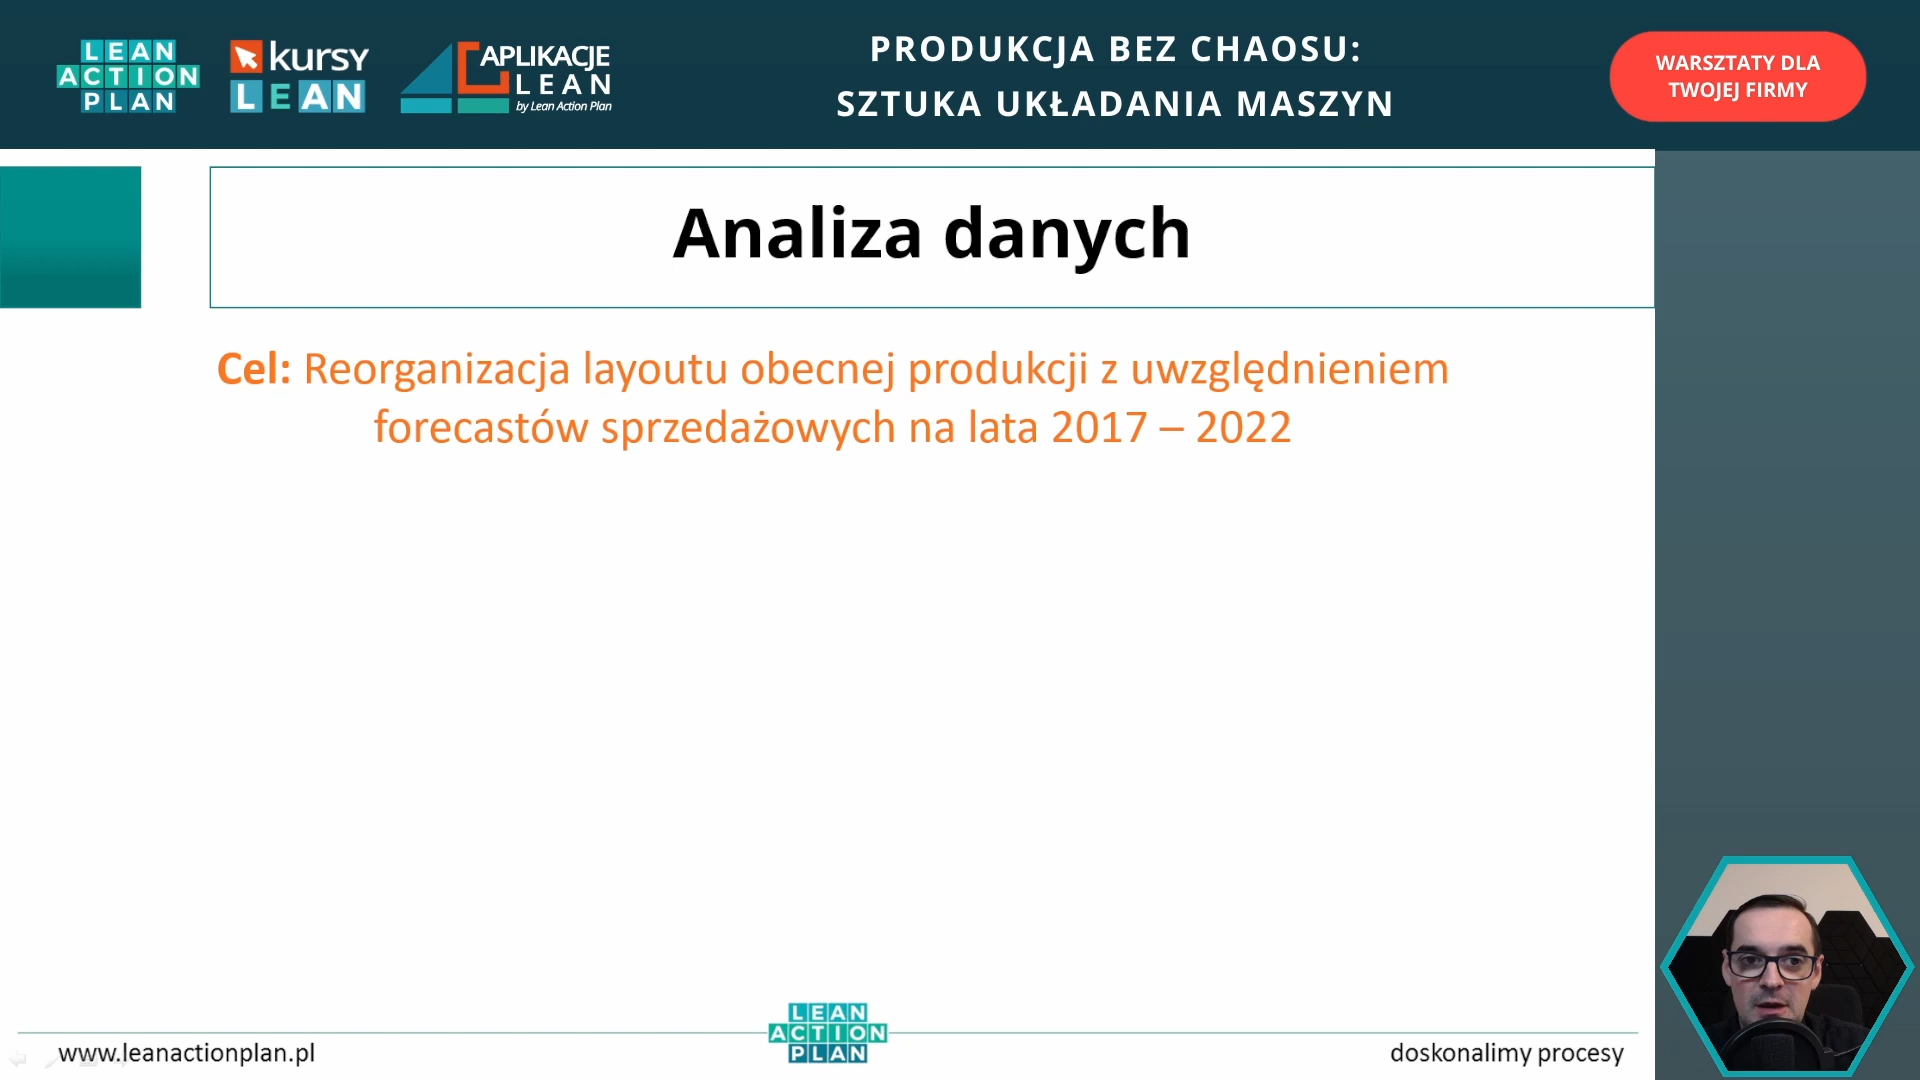 LEAN
ACTION
PLAN
kursy
LEAN
APLIKACJE
LEAN
by Lean Action Plan
PRODUKCJA BEZ CHAOSU:
SZTUKA UKŁADANIA MASZYN
WARSZTATY DLA
TWOJEJ FIRMY
Analiza danych
Cel: Reorganizacja layoutu obecnej produkcji z uwzględnieniem
forecastów sprzedażowych na lata 2017 – 2022
www.leanactionplan.pl
LEAN
ACTION
PLAN
doskonalimy procesy